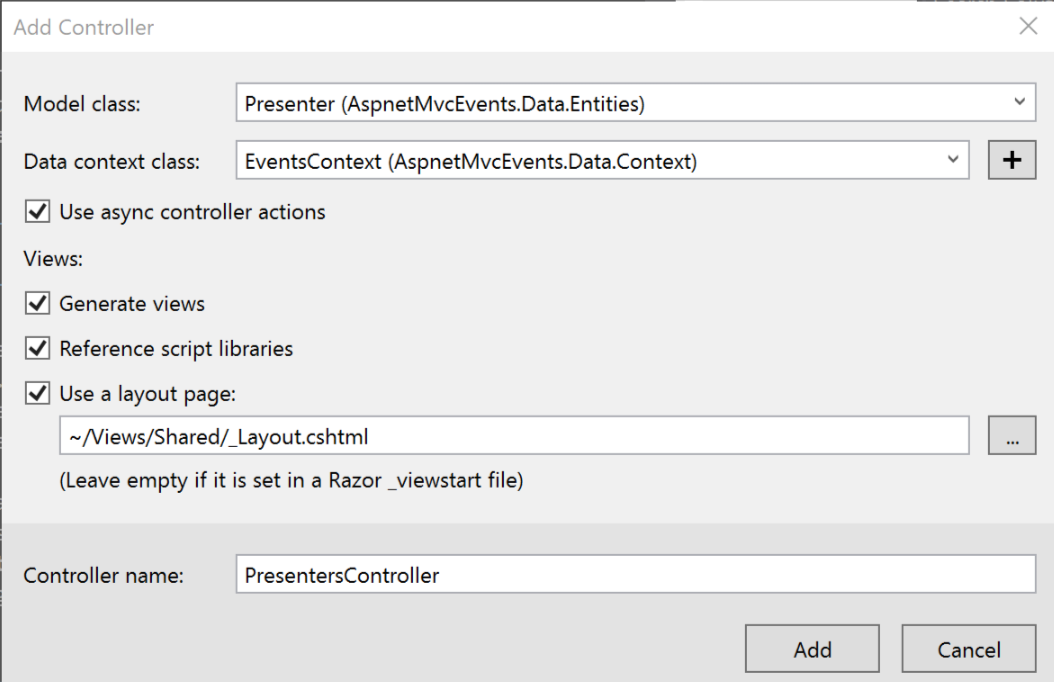 Add Controller
Model class: Presenter (AspnetMvcEvents.Data.Entities)
Data context class: EventsContext (AspnetMvcEvents.Data.Context) +
Use async controller actions
Views:
Generate views
Reference script libraries
Use a layout page:
~/Views/Shared/_Layout.cshtml ...
(Leave empty if it is set in a Razor _viewstart file)
Controller name: PresentersController
Add Cancel